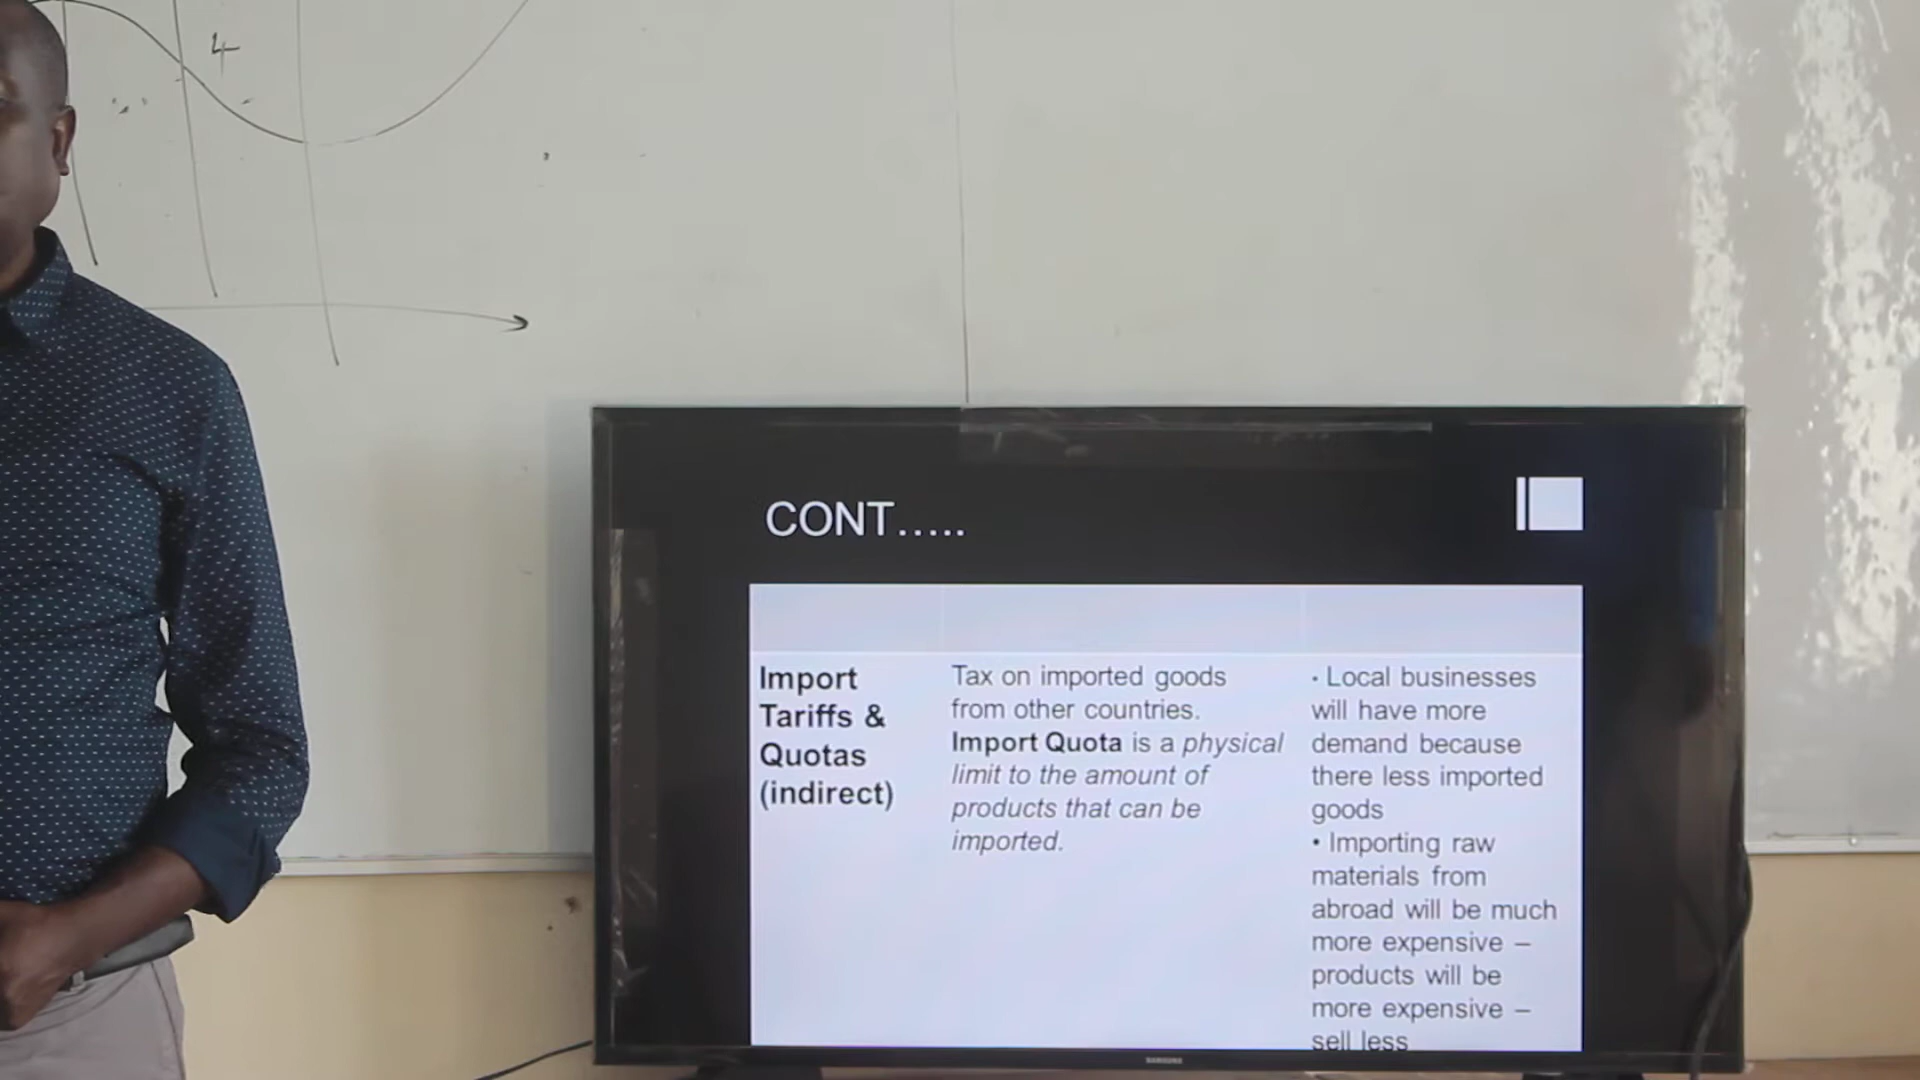 4
CONT.....
Import
Tariffs &
Quotas
(indirect)
Tax on imported goods
from other countries.
Import Quota is a physical
limit to the amount of
products that can be
imported.
• Local businesses
will have more
demand because
there less imported
goods
• Importing raw
materials from
abroad will be much
more expensive –
products will be
more expensive –
sell less
SAMSUNG